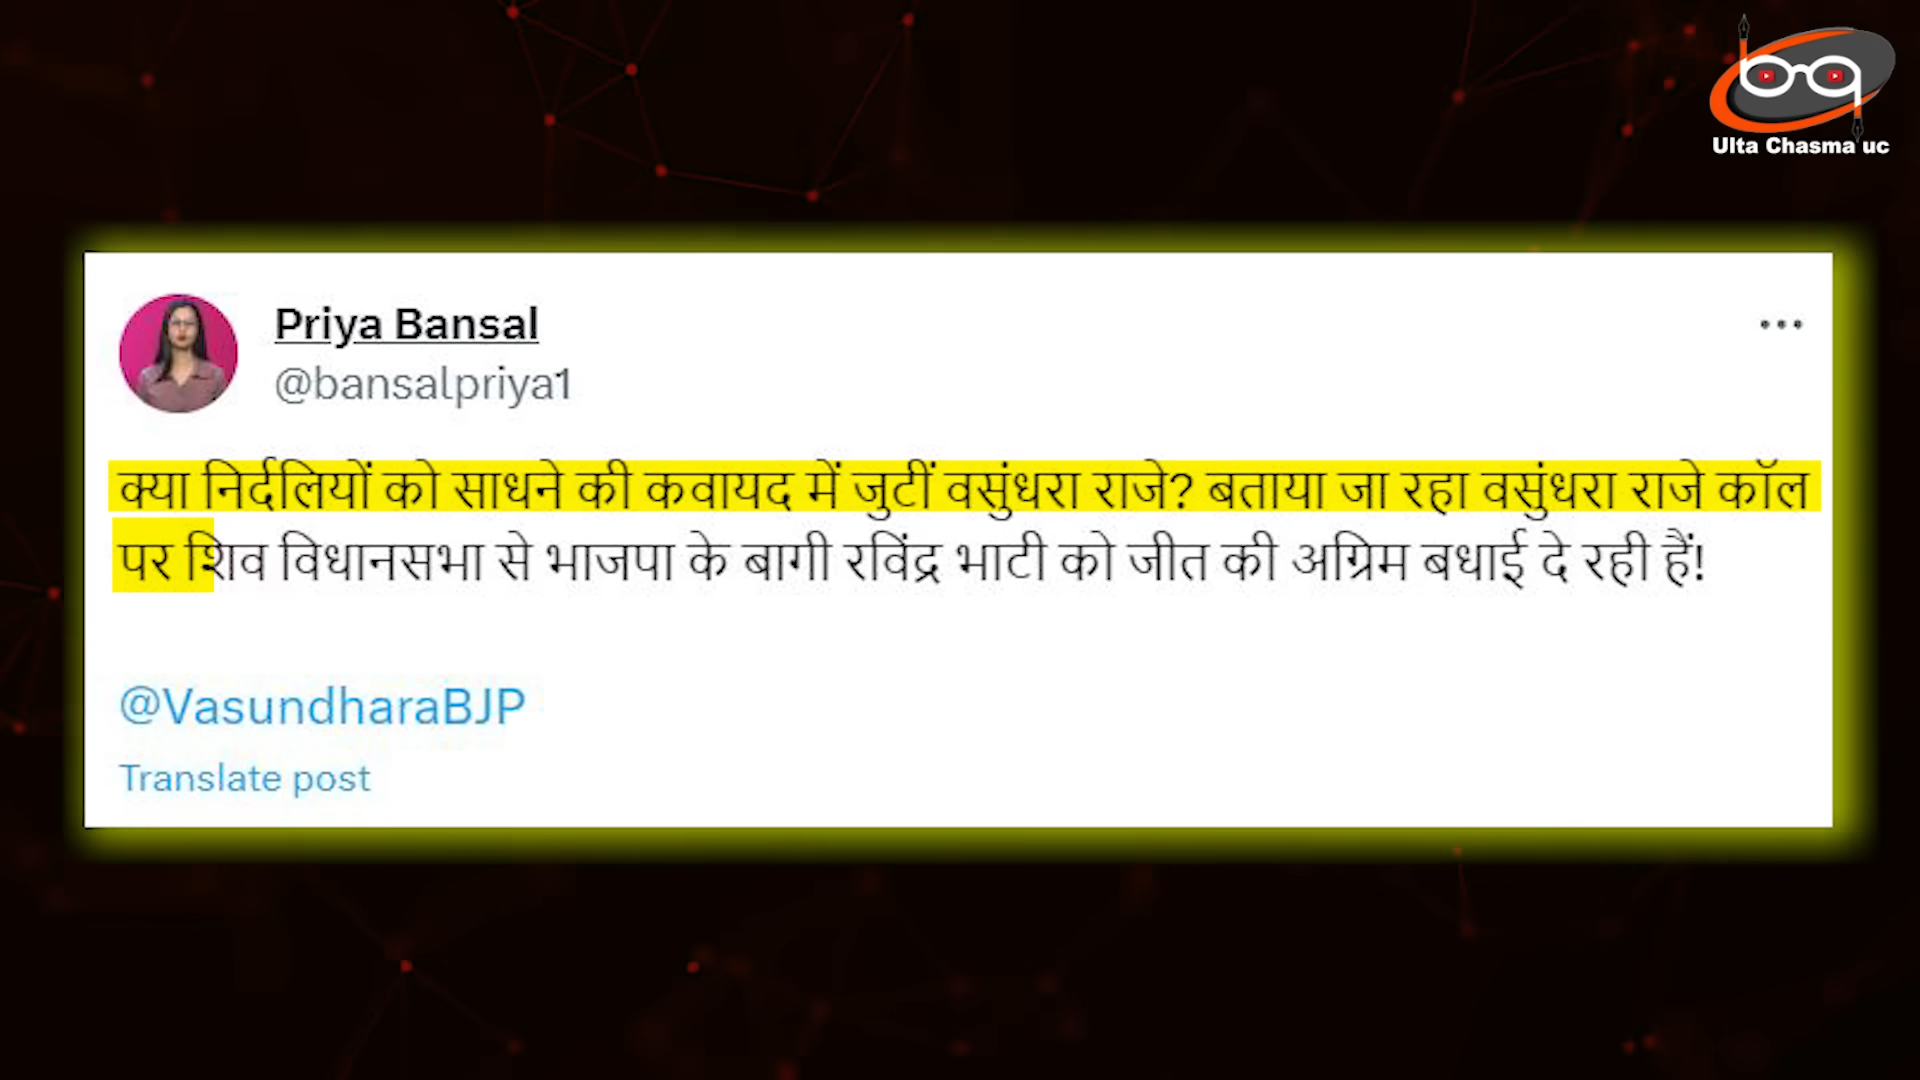 Ulta Chasma uc
Priya Bansal
@bansalpriya1
क्या निर्दलियों को साधने की कवायद में जुटीं वसुंधरा राजे? बताया जा रहा वसुंधरा राजे कॉल
पर शिव विधानसभा से भाजपा के बागी रविंद्र भाटी को जीत की अग्रिम बधाई दे रही हैं!
@VasundharaBJP
Translate post